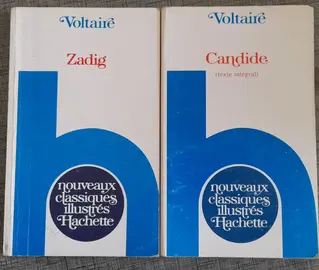 Voltaire
Zadig
nouveaux
classiques
illustrés
Hachette
Voltaire
Candide
(texte intégral)
nouveaux
classiques
illustrés
Hachette